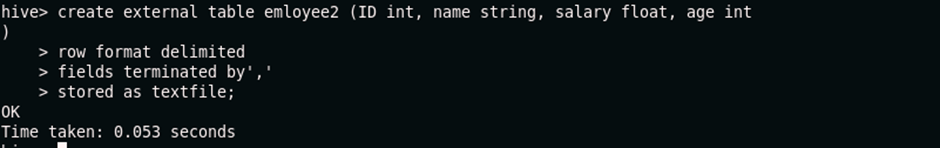 hive> create external table emloyee2 (ID int, name string, salary float, age int
)
    > row format delimited
    > fields terminated by','
    > stored as textfile;
OK
Time taken: 0.053 seconds